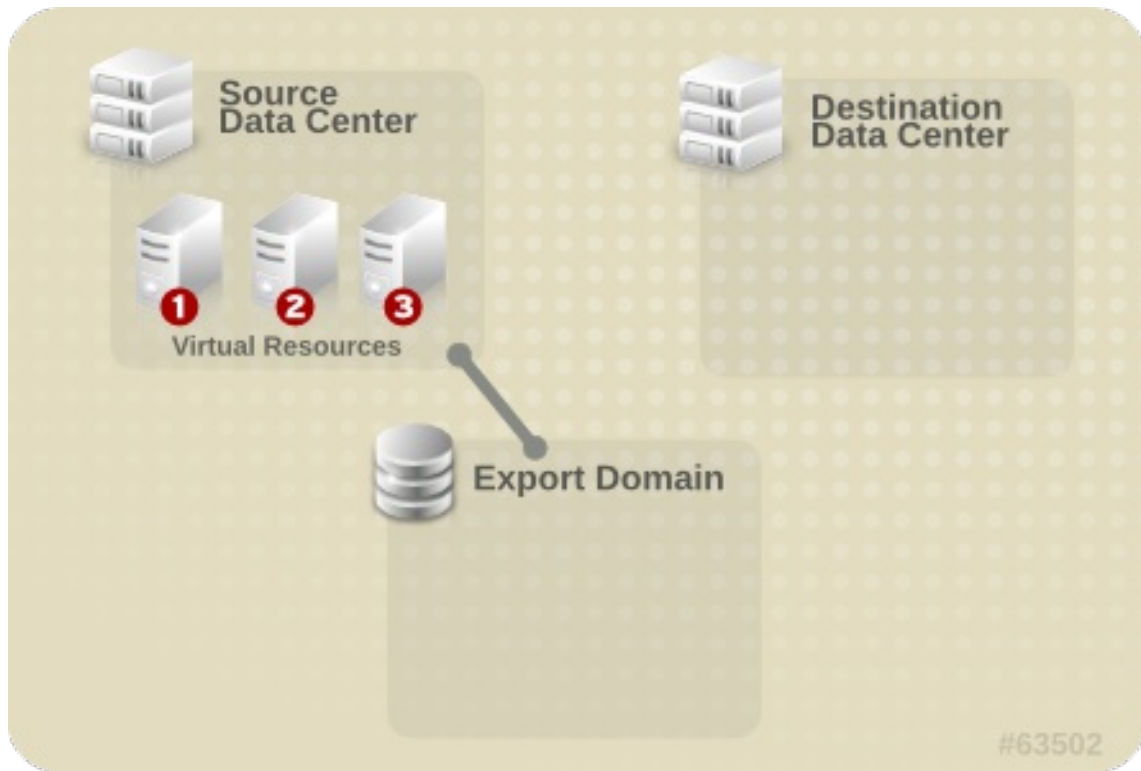 Source
Data Center
Destination
Data Center
1 2 3
Virtual Resources
Export Domain
#63502